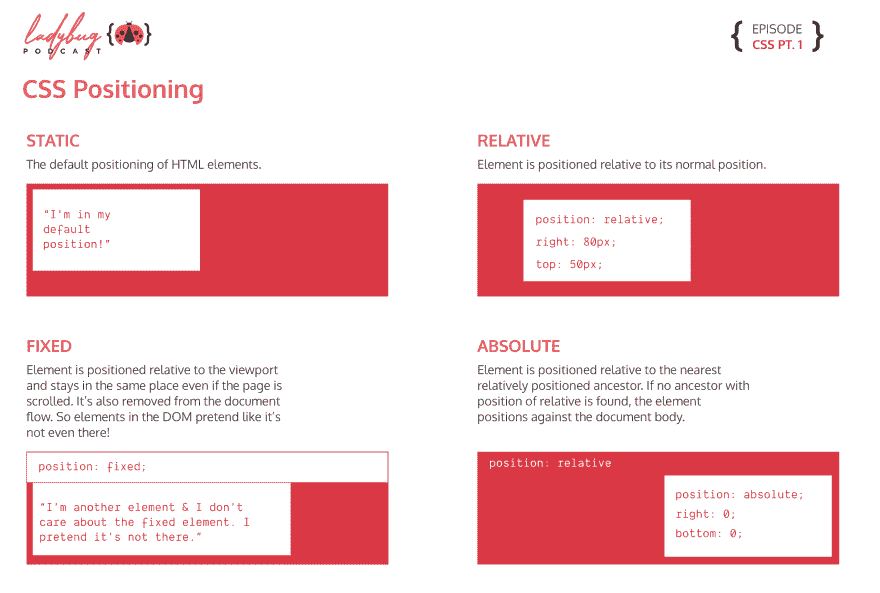 ladybug
PODCAST
{ }
{ EPISODE }
CSS PT. 1
CSS Positioning
STATIC
The default positioning of HTML elements.
"I'm in my
default
position!"
RELATIVE
Element is positioned relative to its normal position.
position: relative;
right: 80px;
top: 50px;
FIXED
Element is positioned relative to the viewport
and stays in the same place even if the page is
scrolled. It's also removed from the document
flow. So elements in the DOM pretend like it's
not even there!
position: fixed;
"I'm another element & I don't
care about the fixed element. I
pretend it's not there."
ABSOLUTE
Element is positioned relative to the nearest
relatively positioned ancestor. If no ancestor with
position of relative is found, the element
positions against the document body.
position: relative
position: absolute;
right: 0;
bottom: 0;